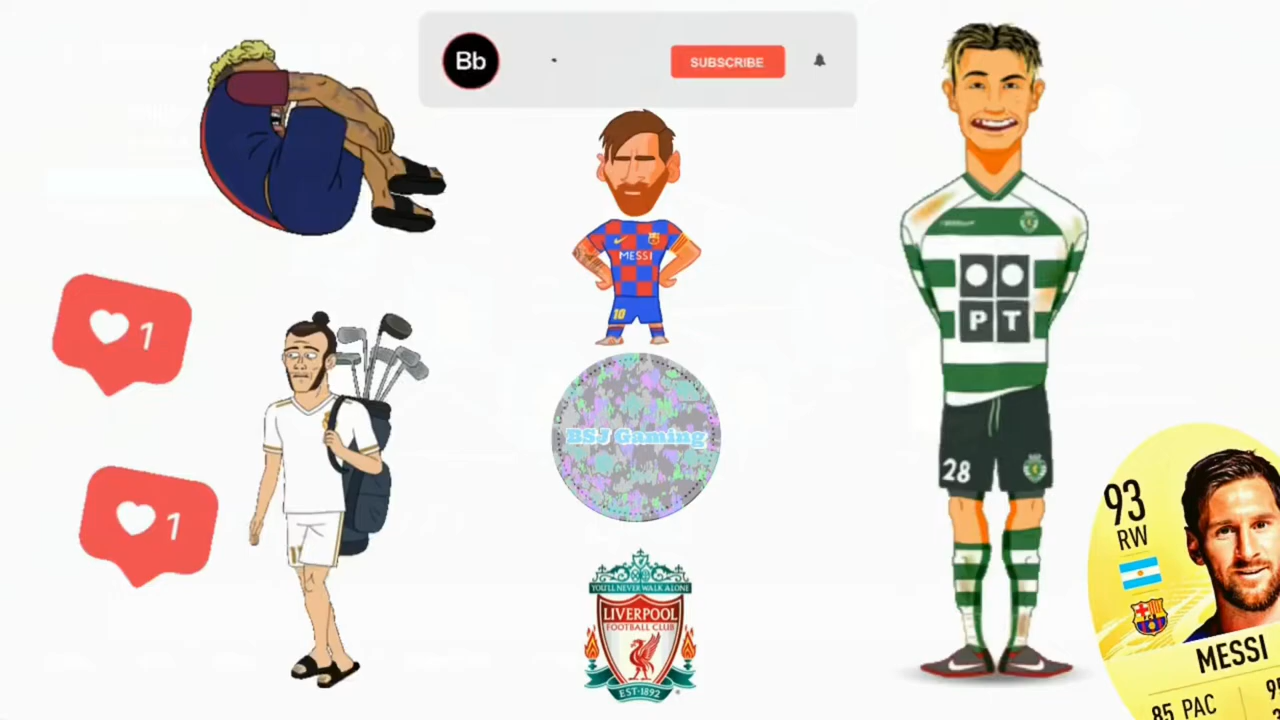 Bb
SUBSCRIBE
MESSI
10
1
BSJ Gaming
1
PT
28
YOU'LL NEVER WALK ALONE
LIVERPOOL
FOOTBALL CLUB
EST·1892
93
RW
MESSI
85 PAC